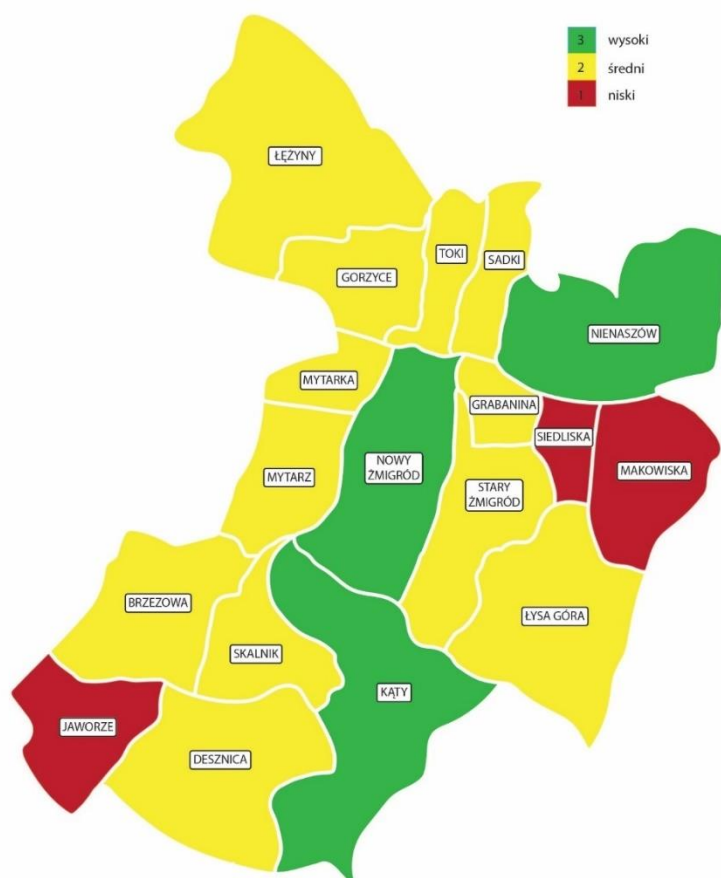 3 wysoki
2 średni
1 niski
ŁĘŻYNY
TOKI
SADKI
GORZYCE
NIENASZÓW
MYTARKA
GRABANINA
SIEDLISKA
MAKOWISKA
NOWY
ŻMIGRÓD
MYTARZ
STARY
ŻMIGRÓD
BRZEZOWA
ŁYSA GÓRA
SKALNIK
KĄTY
JAWORZE
DESZNICA